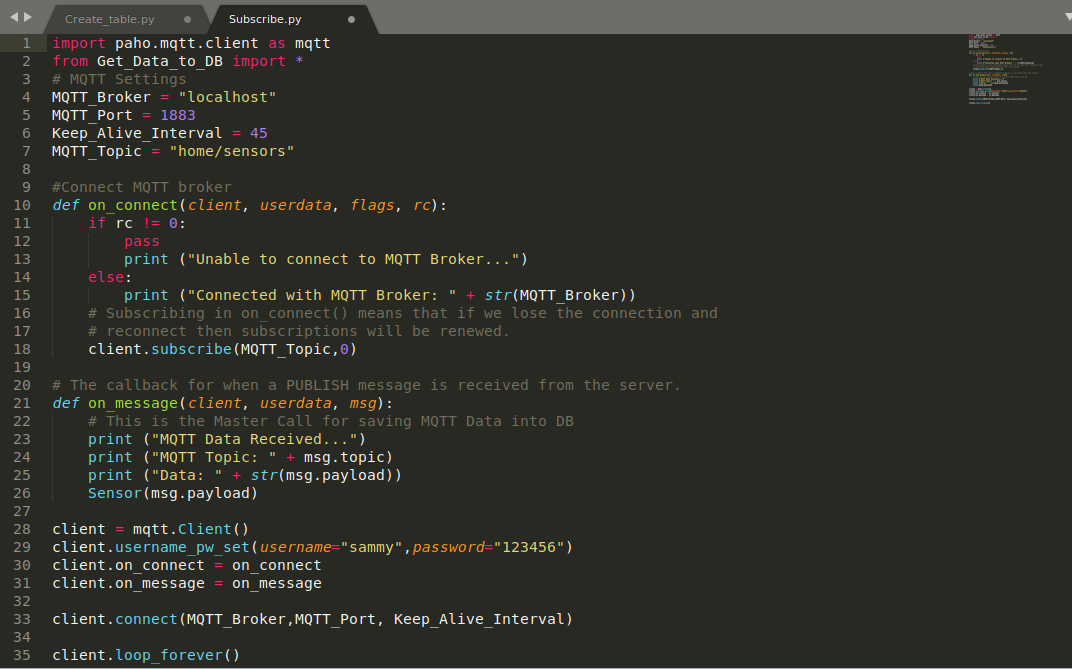 Create_table.py
Subscribe.py
1 import paho.mqtt.client as mqtt
2 from Get_Data_to_DB import *
3 # MQTT Settings
4 MQTT_Broker = "localhost"
5 MQTT_Port = 1883
6 Keep_Alive_Interval = 45
7 MQTT_Topic = "home/sensors"
8
9 #Connect MQTT broker
10 def on_connect(client, userdata, flags, rc):
11     if rc != 0:
12         pass
13         print ("Unable to connect to MQTT Broker...")
14     else:
15         print ("Connected with MQTT Broker: " + str(MQTT_Broker))
16     # Subscribing in on_connect() means that if we lose the connection and
17     # reconnect then subscriptions will be renewed.
18     client.subscribe(MQTT_Topic,0)
19
20 # The callback for when a PUBLISH message is received from the server.
21 def on_message(client, userdata, msg):
22     # This is the Master Call for saving MQTT Data into DB
23     print ("MQTT Data Received...")
24     print ("MQTT Topic: " + msg.topic)
25     print ("Data: " + str(msg.payload))
26     Sensor(msg.payload)
27
28 client = mqtt.Client()
29 client.username_pw_set(username="sammy",password="123456")
30 client.on_connect = on_connect
31 client.on_message = on_message
32
33 client.connect(MQTT_Broker,MQTT_Port, Keep_Alive_Interval)
34
35 client.loop_forever()